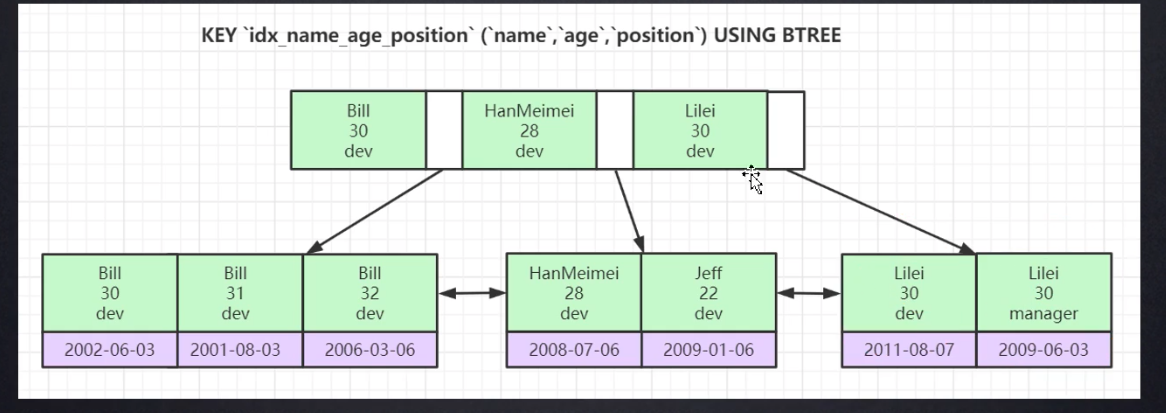 KEY `idx_name_age_position` (`name`,`age`,`position`) USING BTREE
Bill
30
dev
HanMeimei
28
dev
Lilei
30
dev
Bill
30
dev
2002-06-03
Bill
31
dev
2001-08-03
Bill
32
dev
2006-03-06
HanMeimei
28
dev
2008-07-06
Jeff
22
dev
2009-01-06
Lilei
30
dev
2011-08-07
Lilei
30
manager
2009-06-03